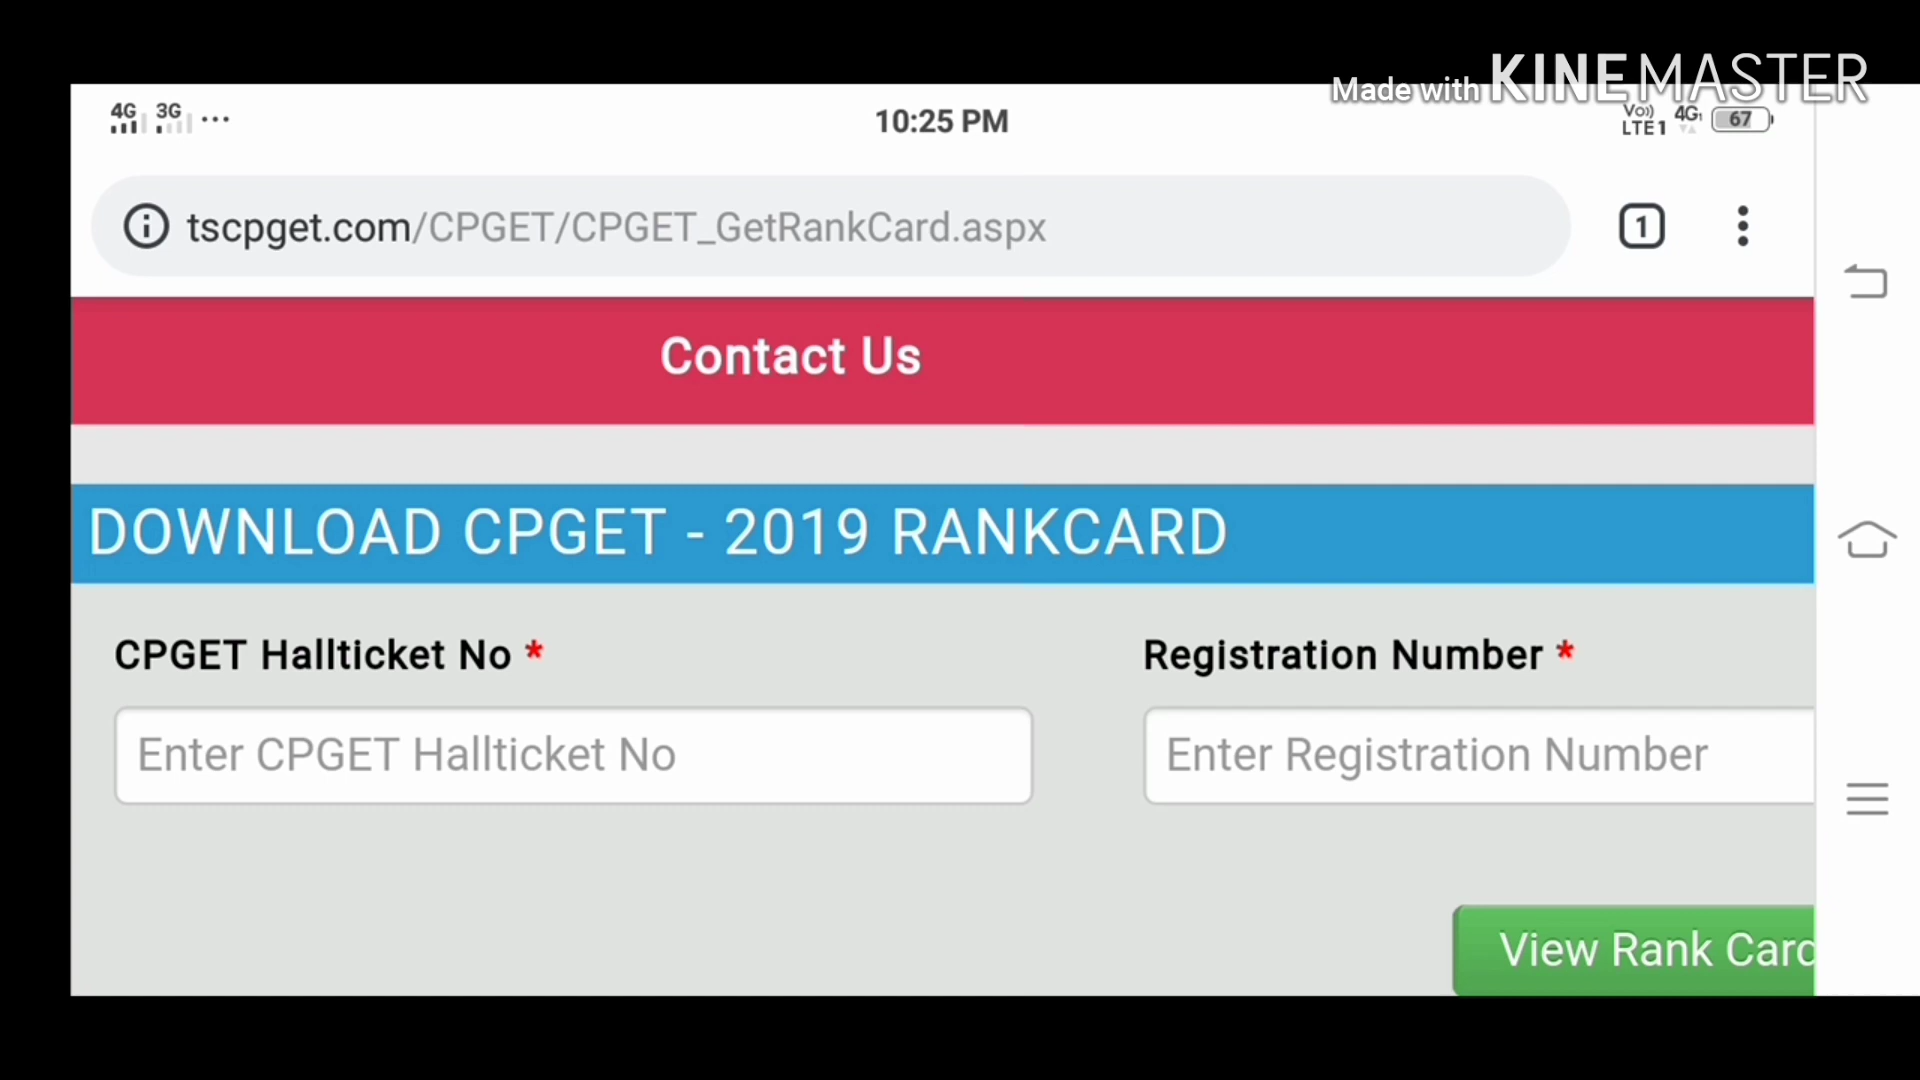 Made with KINEMASTER
4G 3G ... 10:25 PM Vo)) LTE1 4G 67
tscpget.com/CPGET/CPGET_GetRankCard.aspx 1
Contact Us
DOWNLOAD CPGET - 2019 RANKCARD
CPGET Hallticket No * Registration Number *
Enter CPGET Hallticket No Enter Registration Number
View Rank Card